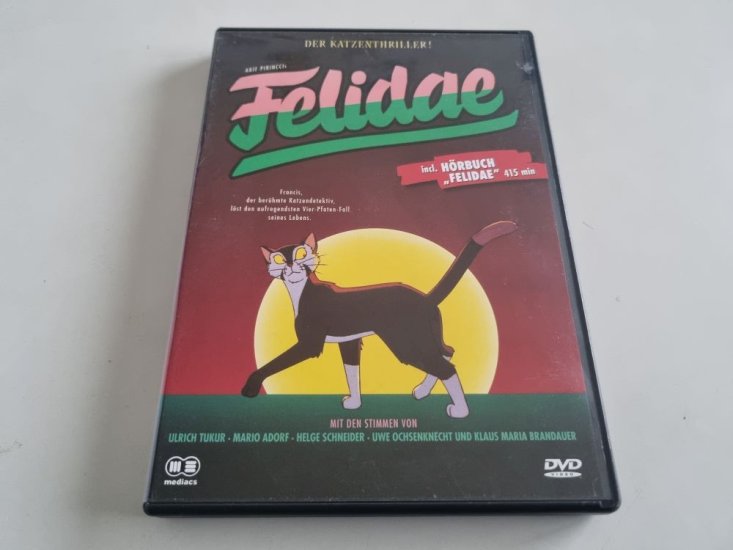 DER KATZENTHRILLER!
AKIF PIRINÇCIS
Felidae
incl. HÖRBUCH
„FELIDAE" 415 min
Francis,
der berühmte Katzendetektiv,
löst den aufregendsten Vier-Pfoten-Fall
seines Lebens.
MIT DEN STIMMEN VON
ULRICH TUKUR - MARIO ADORF - HELGE SCHNEIDER - UWE OCHSENKNECHT UND KLAUS MARIA BRANDAUER
mediacs
DVD
VIDEO